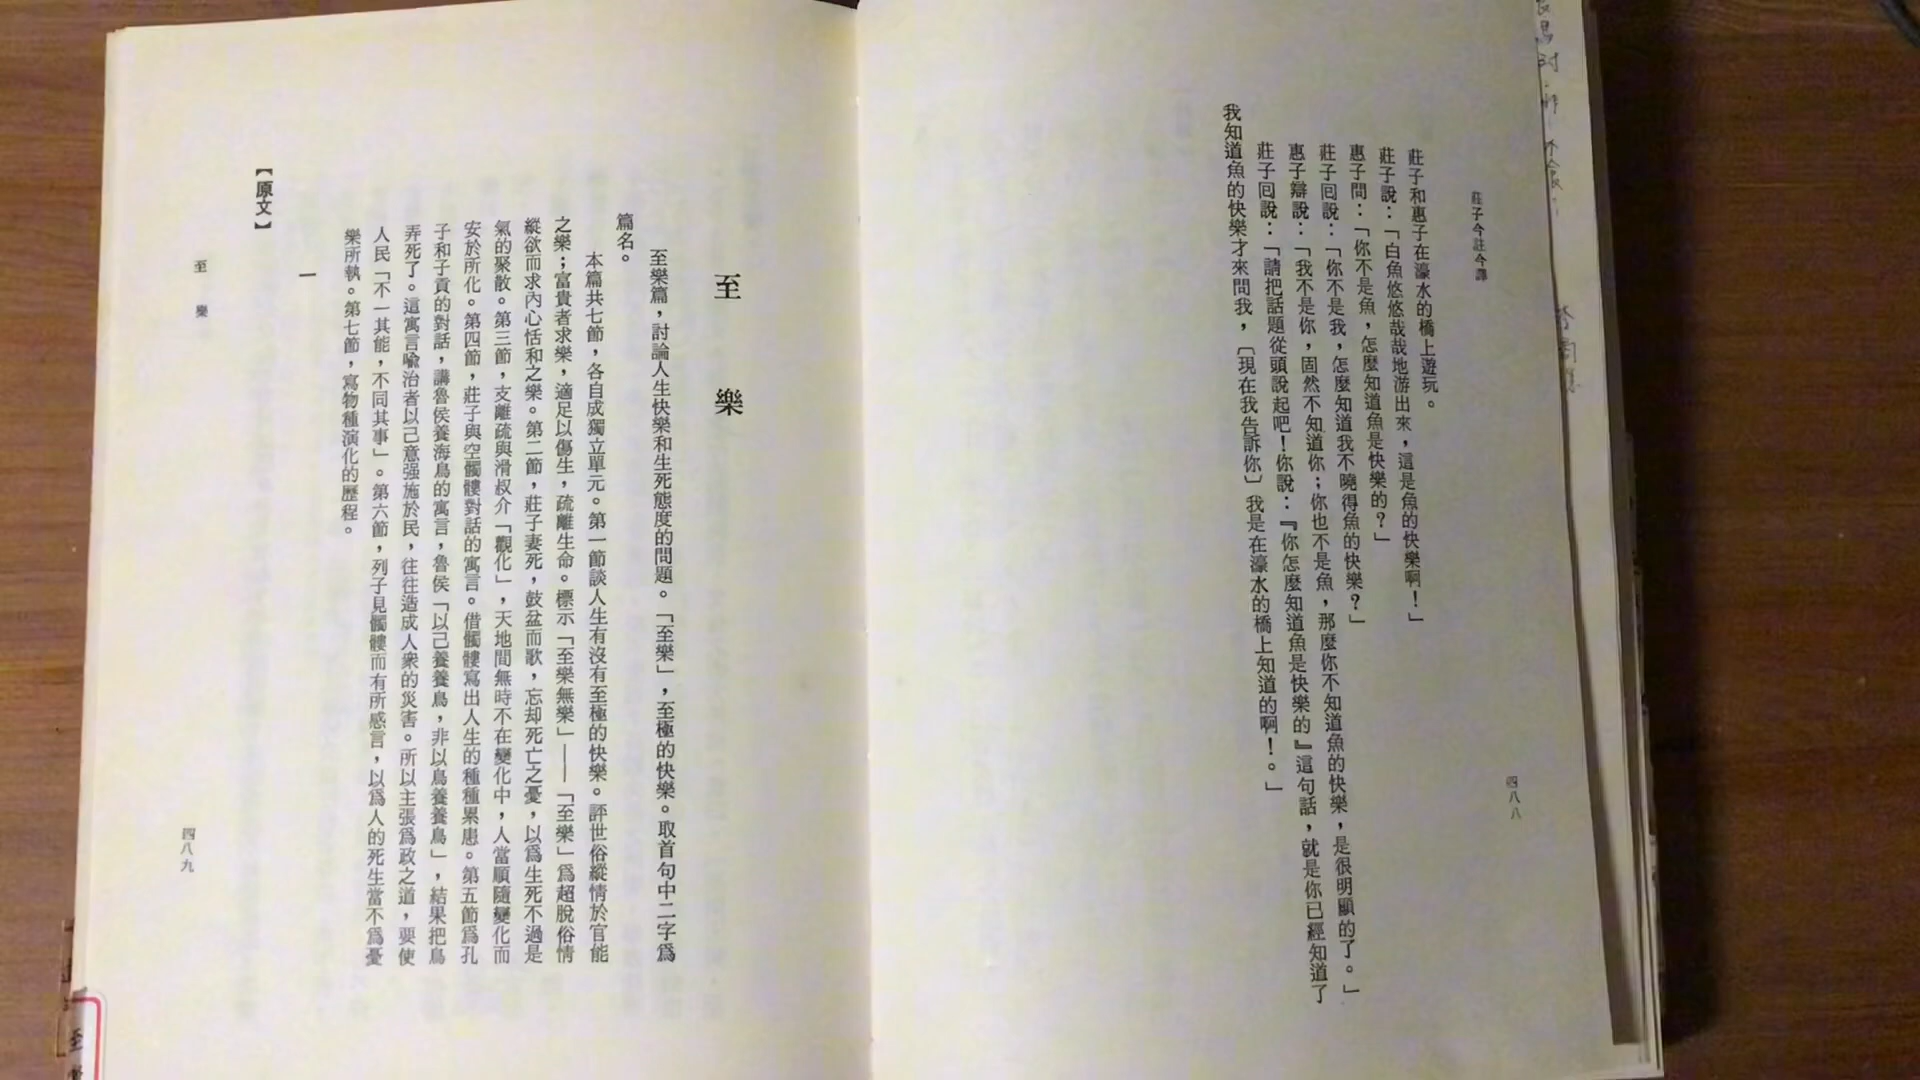 莊子今註今譯
四八八
莊子和惠子在濠水的橋上遊玩。
莊子說：「白魚悠悠哉哉地游出來，這是魚的快樂啊！」
惠子問：「你不是魚，怎麼知道魚是快樂的？」
莊子回說：「你不是我，怎麼知道我不曉得魚的快樂？」
惠子辯說：「我不是你，固然不知道你；你也不是魚，那麼你不知道魚的快樂，是很明顯的了。」
莊子回說：「請把話題從頭說起吧！你說：『你怎麼知道魚是快樂的』這句話，就是你已經知道了
我知道魚的快樂才來問我，〔現在我告訴你〕我是在濠水的橋上知道的啊！。」
至樂
至樂篇，討論人生快樂和生死態度的問題。「至樂」，至極的快樂。取首句中二字為
篇名。
本篇共七節，各自成獨立單元。第一節談人生有沒有至極的快樂。評世俗縱情於官能
之樂；富貴者求樂，適足以傷生，疏離生命。標示「至樂無樂」——「至樂」爲超脫俗情
縱欲而求內心恬和之樂。第二節，莊子妻死，鼓盆而歌，忘却死亡之憂，以爲生死不過是
氣的聚散。第三節，支離疏與滑叔介「觀化」，天地間無時不在變化中，人當順隨變化而
安於所化。第四節，莊子與空髑髏對話的寓言。借髑髏寫出人生的種種累患。第五節爲孔
子和子貢的對話，講魯侯養海鳥的寓言，魯侯「以己養養鳥，非以鳥養養鳥」，結果把鳥
弄死了。這寓言喻治者以己意强施於民，往往造成人衆的災害。所以主張爲政之道，要使
人民「不一其能，不同其事」。第六節，列子見髑髏而有所感言，以爲人的死生當不爲憂
樂所執。第七節，寫物種演化的歷程。
一
【原文】
至樂
四八九